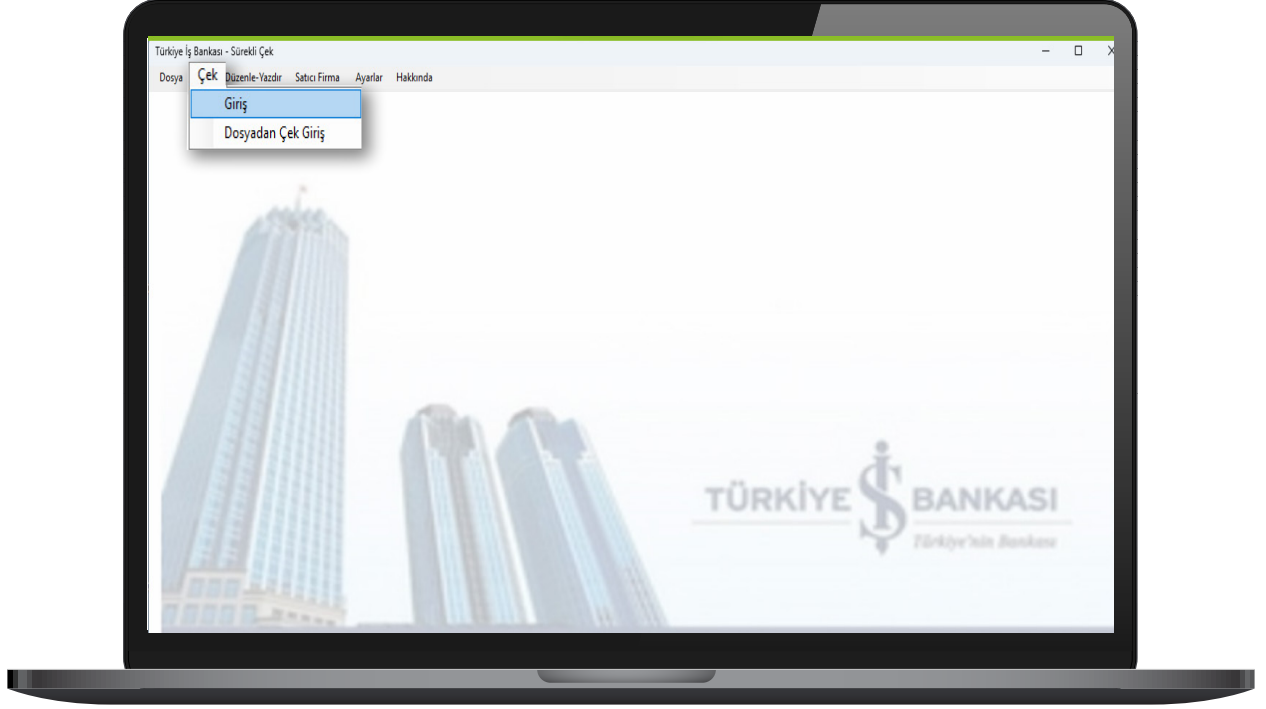 Türkiye İş Bankası - Sürekli Çek
Dosya Çek Düzenle-Yazdır Satıcı Firma Ayarlar Hakkında
Giriş
Dosyadan Çek Giriş
TÜRKİYE İŞ BANKASI
Türkiye'nin Bankası